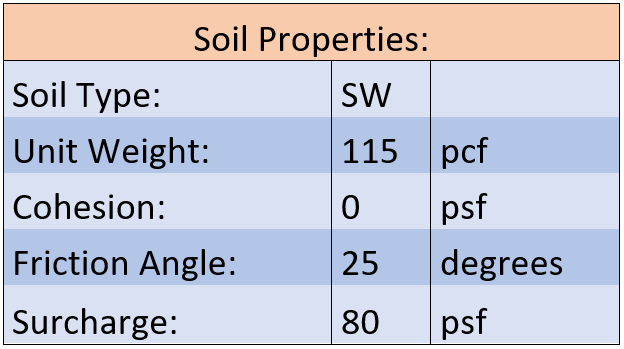 Soil Properties:
Soil Type: SW
Unit Weight: 115 pcf
Cohesion: 0 psf
Friction Angle: 25 degrees
Surcharge: 80 psf